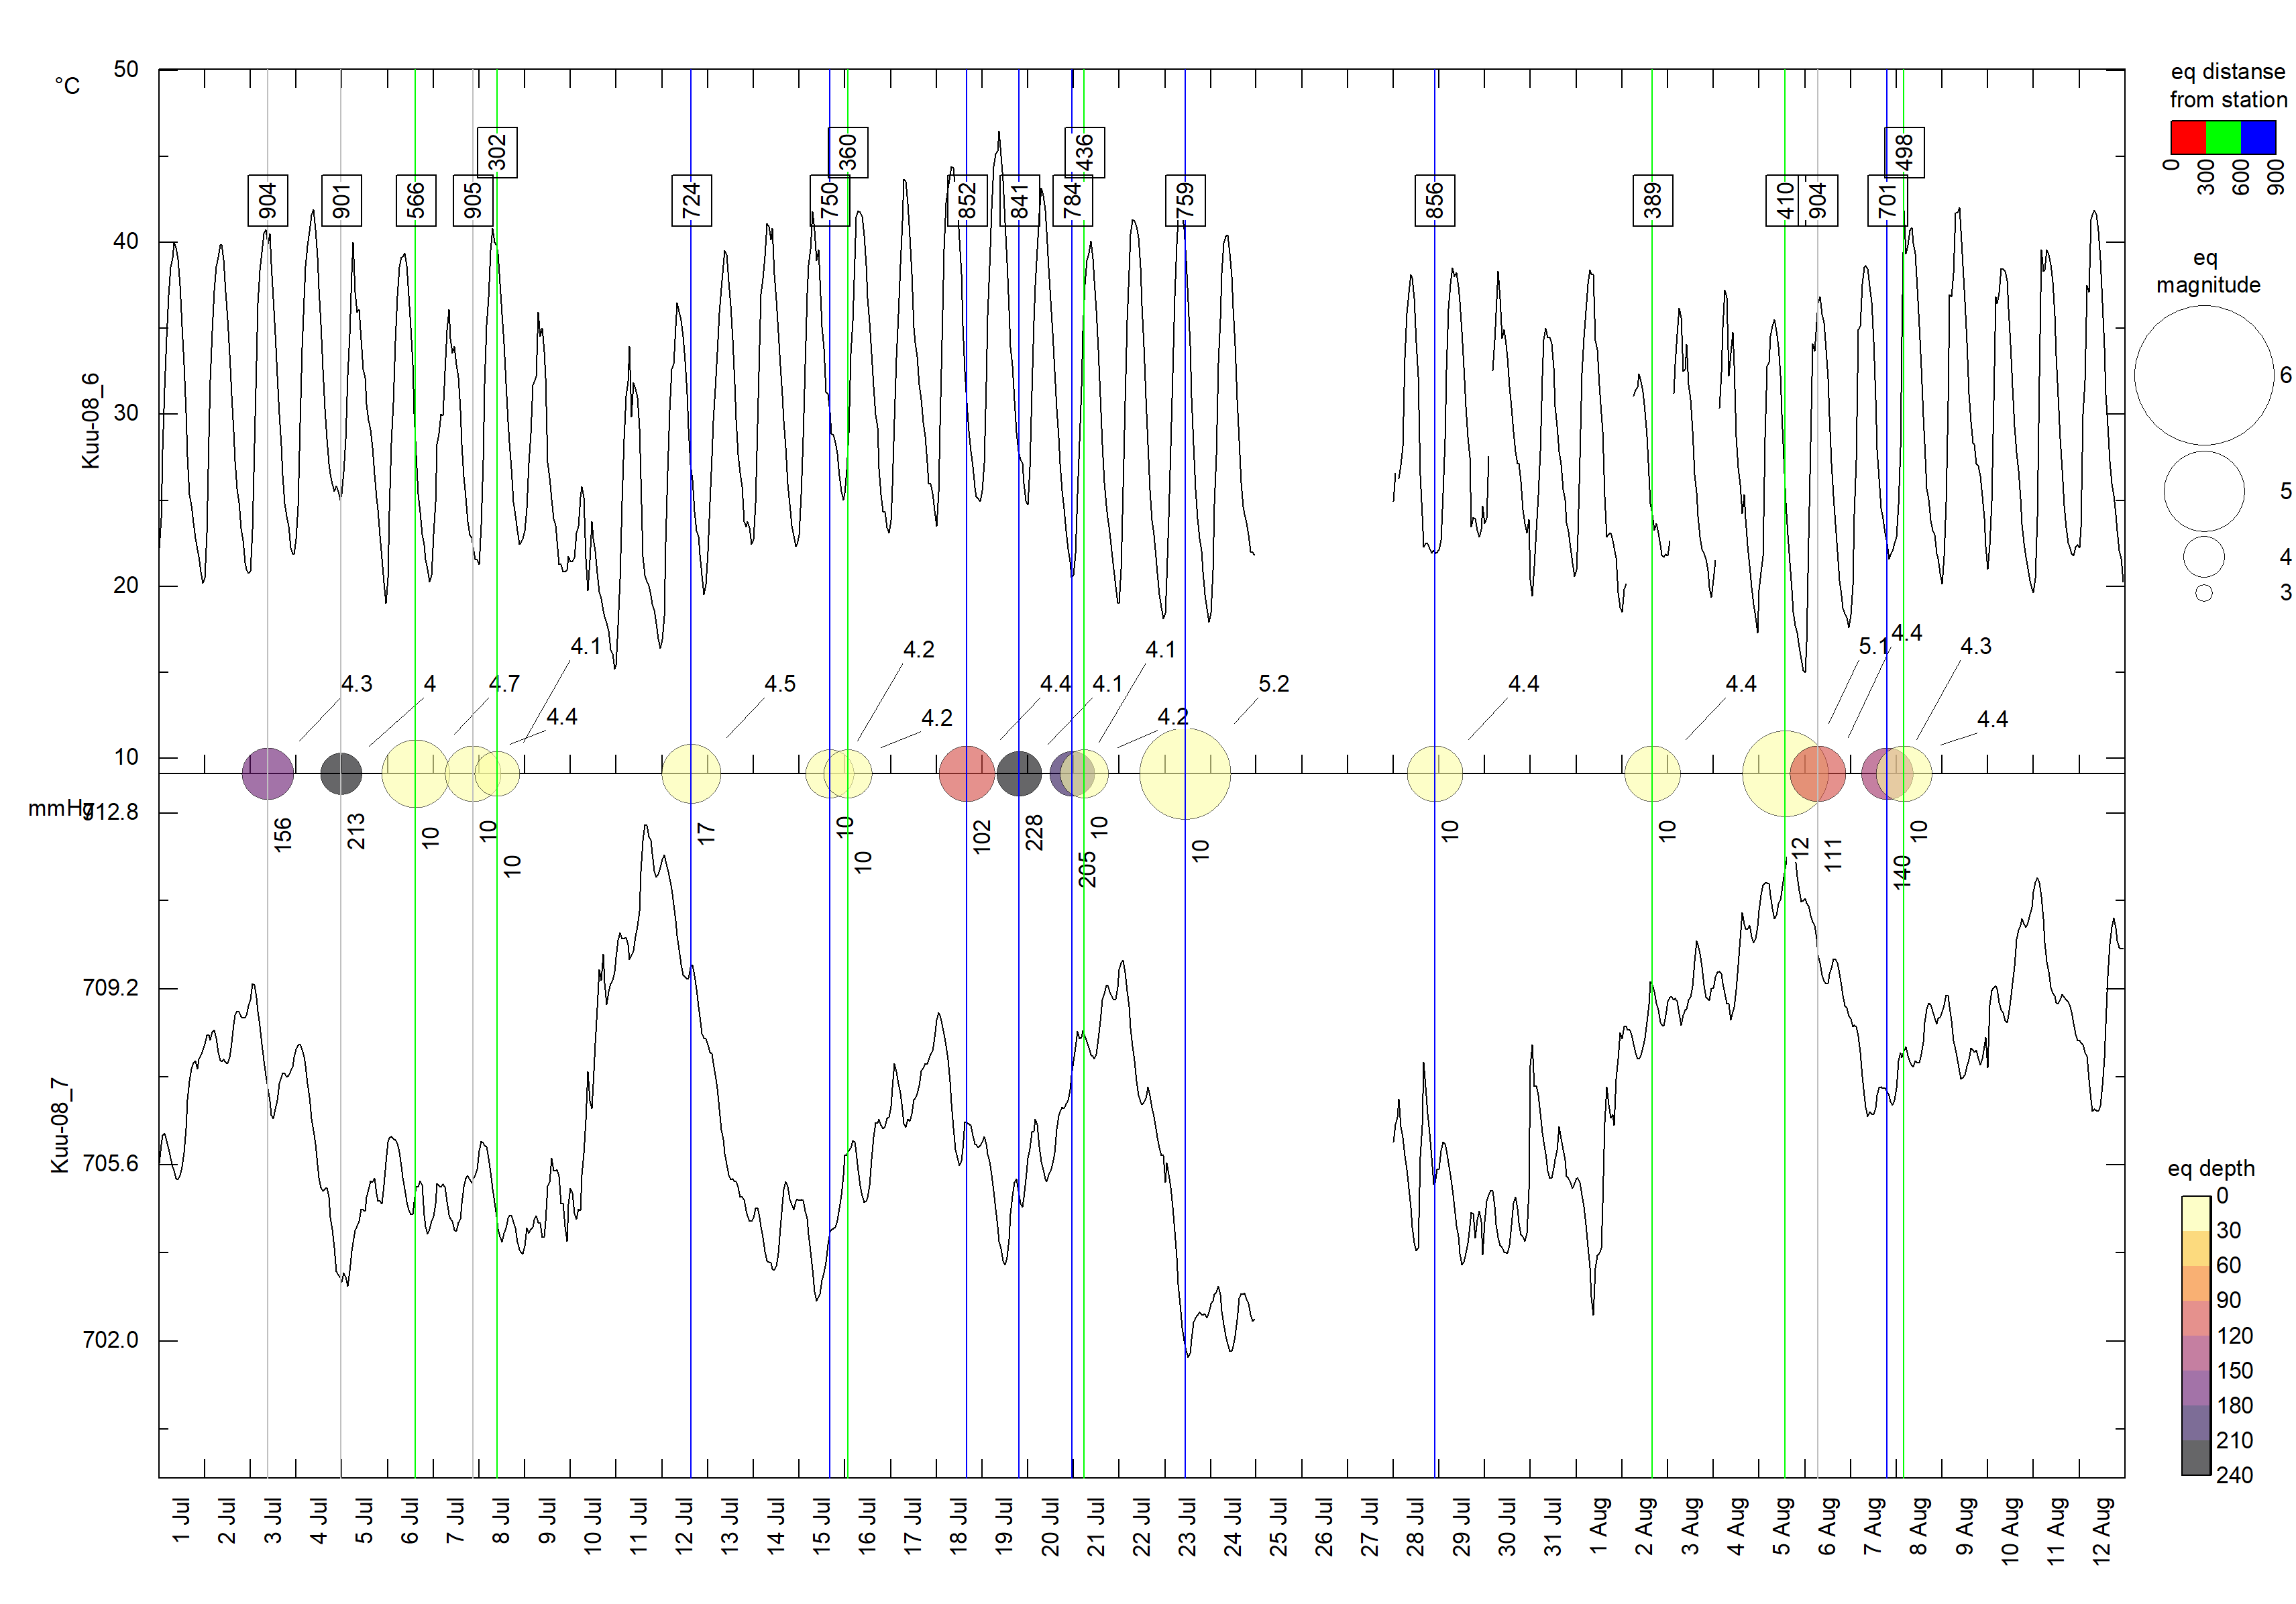 °C
50
40
30
20
10
Kuu-08_6
904
901
566
905
302
724
750
360
852
841
784
436
759
856
389
410
904
701
498
4.3
4
4.7
4.4
4.1
4.5
4.2
4.2
4.4
4.1
4.1
4.2
5.2
4.4
4.4
5.1
4.4
4.3
4.4
156
213
10
10
10
17
10
10
102
228
205
10
10
10
10
12
111
140
10
mmHg
712.8
709.2
705.6
702.0
Kuu-08_7
1 Jul
2 Jul
3 Jul
4 Jul
5 Jul
6 Jul
7 Jul
8 Jul
9 Jul
10 Jul
11 Jul
12 Jul
13 Jul
14 Jul
15 Jul
16 Jul
17 Jul
18 Jul
19 Jul
20 Jul
21 Jul
22 Jul
23 Jul
24 Jul
25 Jul
26 Jul
27 Jul
28 Jul
29 Jul
30 Jul
31 Jul
1 Aug
2 Aug
3 Aug
4 Aug
5 Aug
6 Aug
7 Aug
8 Aug
9 Aug
10 Aug
11 Aug
12 Aug
eq distanse
from station
0
300
600
900
eq
magnitude
6
5
4
3
eq depth
0
30
60
90
120
150
180
210
240